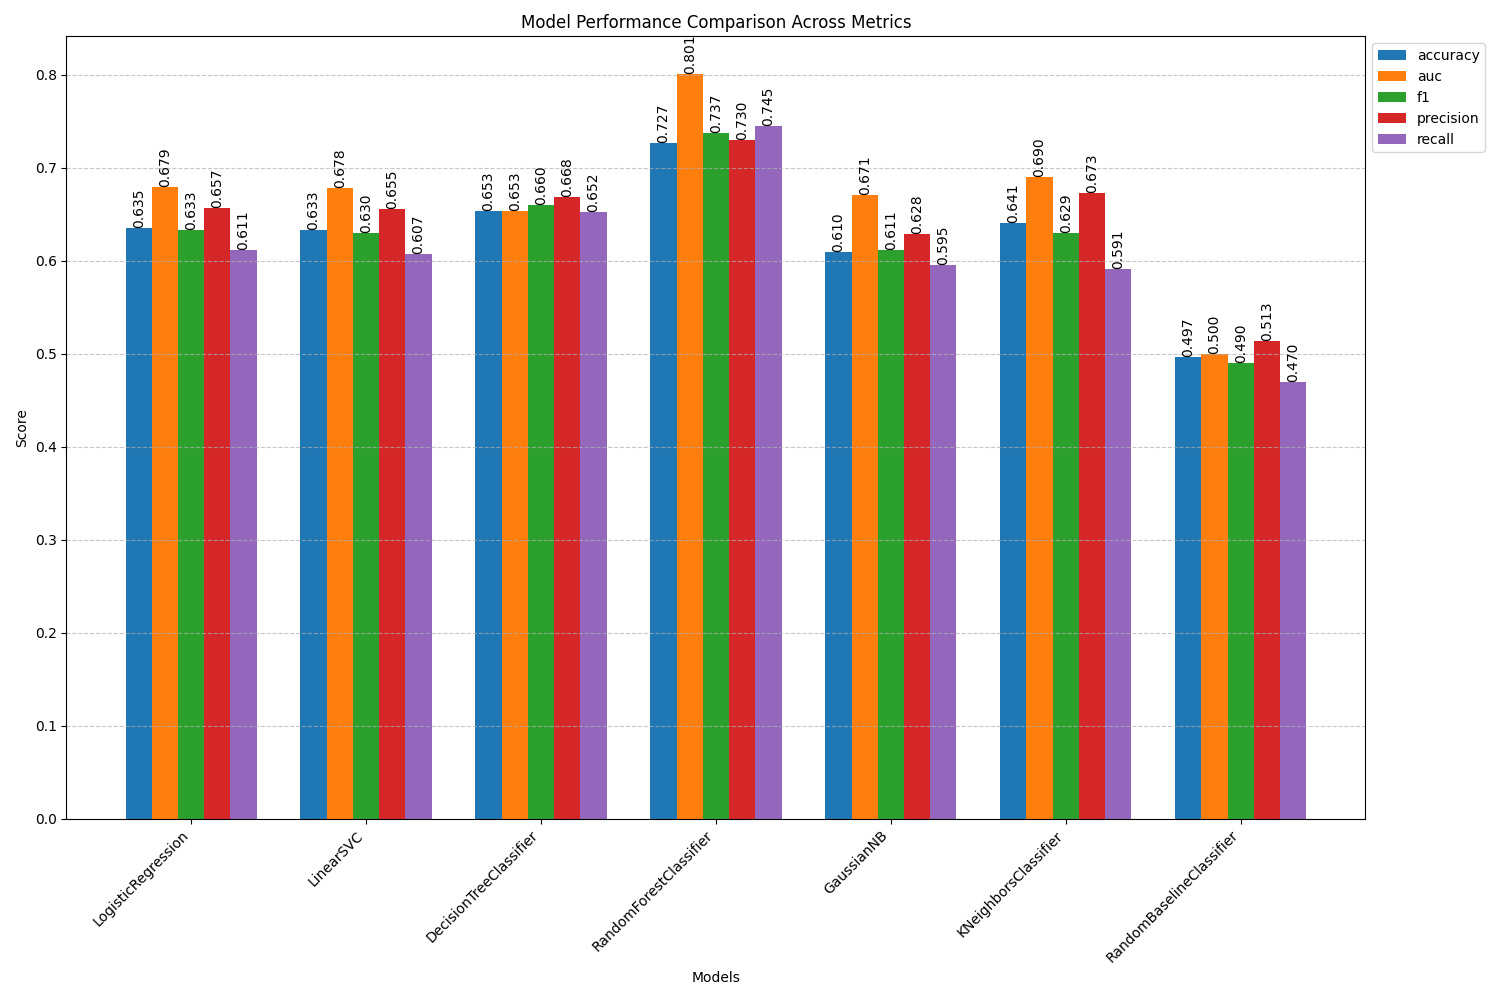 Model Performance Comparison Across Metrics
accuracy
auc
f1
precision
recall
Score
0.8
0.7
0.6
0.5
0.4
0.3
0.2
0.1
0.0
0.635
0.679
0.633
0.657
0.611
0.633
0.678
0.630
0.655
0.607
0.653
0.653
0.660
0.668
0.652
0.727
0.801
0.737
0.730
0.745
0.610
0.671
0.611
0.628
0.595
0.641
0.690
0.629
0.673
0.591
0.497
0.500
0.490
0.513
0.470
LogisticRegression
LinearSVC
DecisionTreeClassifier
RandomForestClassifier
GaussianNB
KNeighborsClassifier
RandomBaselineClassifier
Models